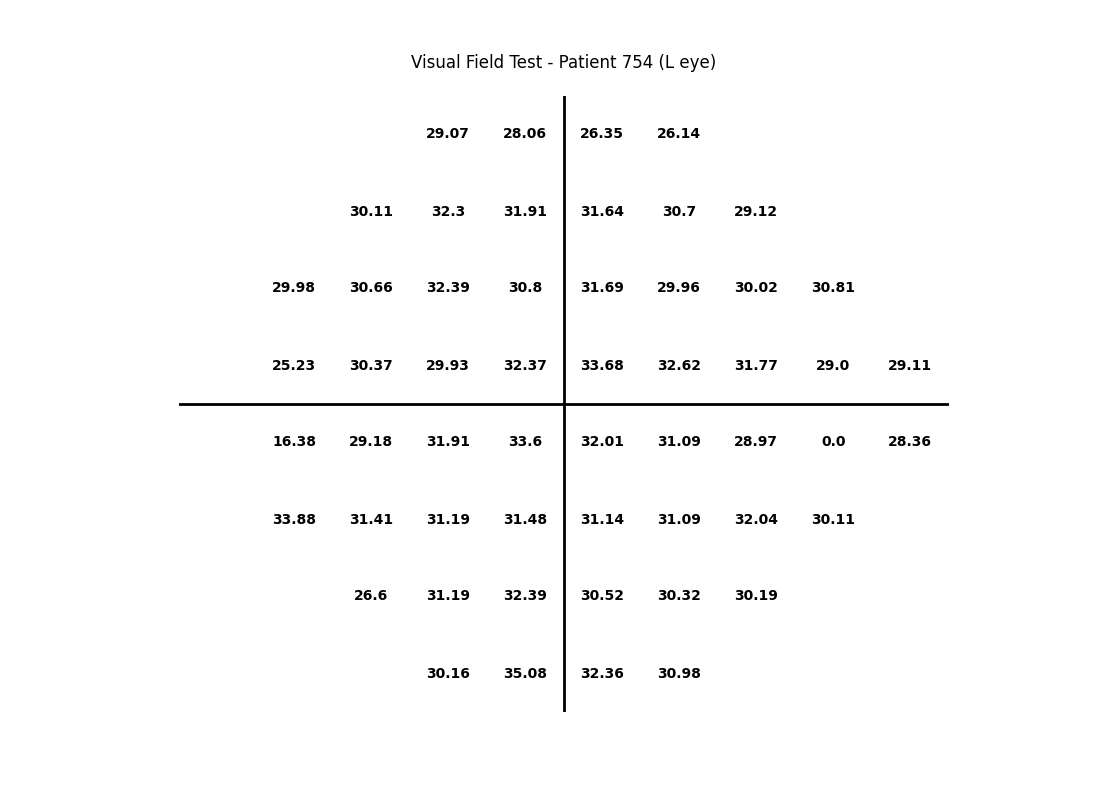 Visual Field Test - Patient 754 (L eye)
29.07 28.06 26.35 26.14
30.11 32.3 31.91 31.64 30.7 29.12
29.98 30.66 32.39 30.8 31.69 29.96 30.02 30.81
25.23 30.37 29.93 32.37 33.68 32.62 31.77 29.0 29.11
16.38 29.18 31.91 33.6 32.01 31.09 28.97 0.0 28.36
33.88 31.41 31.19 31.48 31.14 31.09 32.04 30.11
26.6 31.19 32.39 30.52 30.32 30.19
30.16 35.08 32.36 30.98